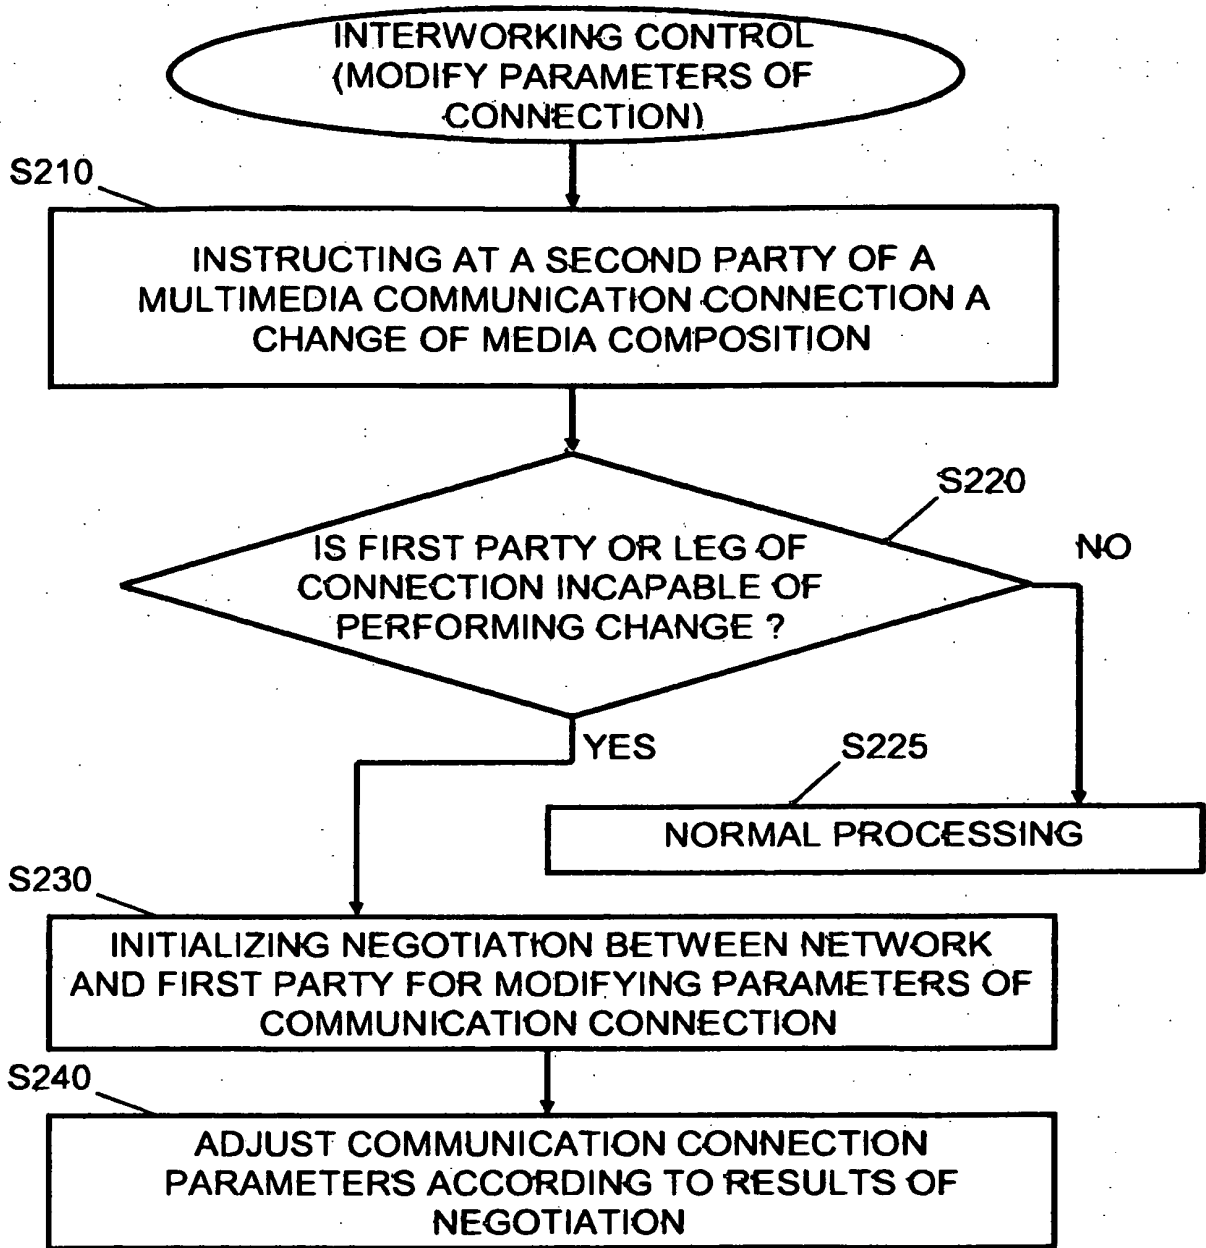 INTERWORKING CONTROL
(MODIFY PARAMETERS OF
CONNECTION)
S210
INSTRUCTING AT A SECOND PARTY OF A
MULTIMEDIA COMMUNICATION CONNECTION A
CHANGE OF MEDIA COMPOSITION
S220
IS FIRST PARTY OR LEG OF
CONNECTION INCAPABLE OF
PERFORMING CHANGE ?
NO
YES
S225
NORMAL PROCESSING
S230
INITIALIZING NEGOTIATION BETWEEN NETWORK
AND FIRST PARTY FOR MODIFYING PARAMETERS OF
COMMUNICATION CONNECTION
S240
ADJUST COMMUNICATION CONNECTION
PARAMETERS ACCORDING TO RESULTS OF
NEGOTIATION